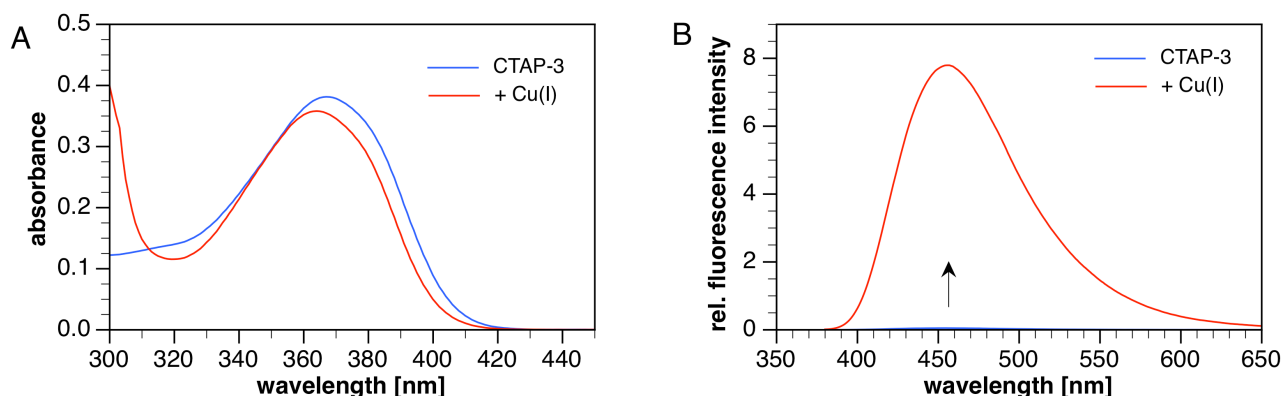 A
absorbance
0.5
0.4
0.3
0.2
0.1
0.0
CTAP-3
+ Cu(I)
300 320 340 360 380 400 420 440
wavelength [nm]
B
rel. fluorescence intensity
8
6
4
2
0
CTAP-3
+ Cu(I)
350 400 450 500 550 600 650
wavelength [nm]